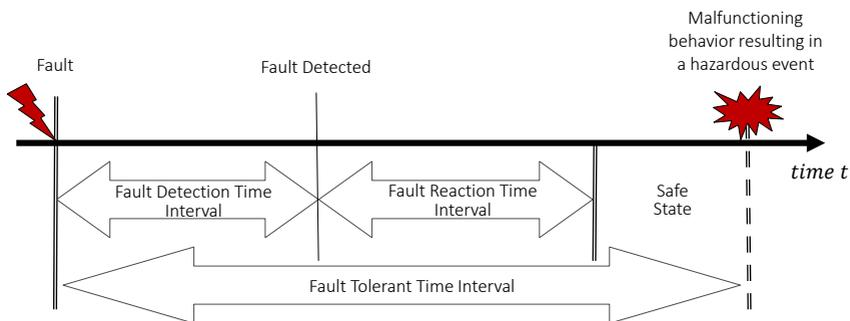 Malfunctioning
behavior resulting in
a hazardous event
Fault
Fault Detected
time t
Fault Detection Time
Interval
Fault Reaction Time
Interval
Safe
State
Fault Tolerant Time Interval